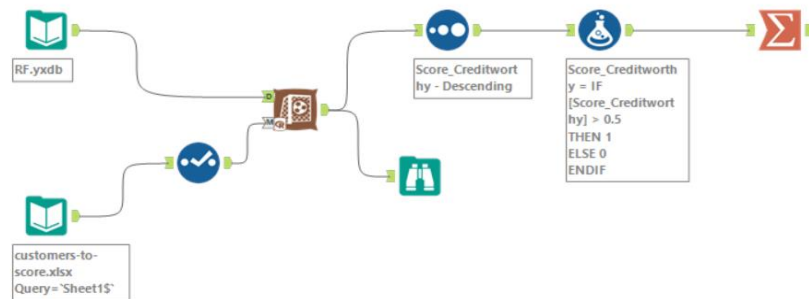 RF.yxdb
D
M
R
Score_Creditwort
hy - Descending
Score_Creditworth
y = IF
[Score_Creditwort
hy] > 0.5
THEN 1
ELSE 0
ENDIF
Σ
customers-to-
score.xlsx
Query=`Sheet1$`